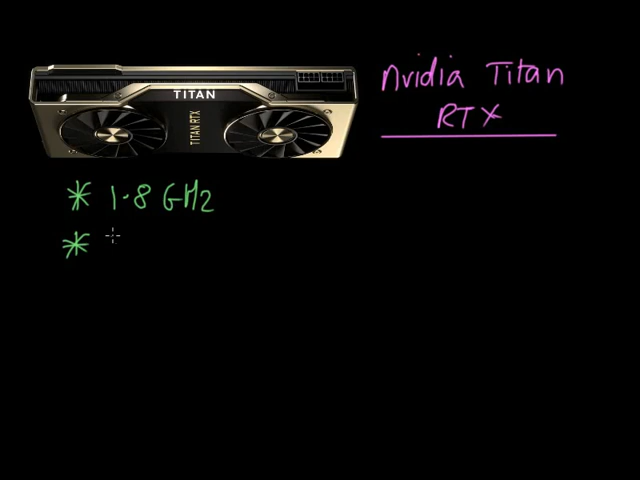 TITAN
TITAN RTX
Nvidia Titan
RTX
* 1.8 GHz
*